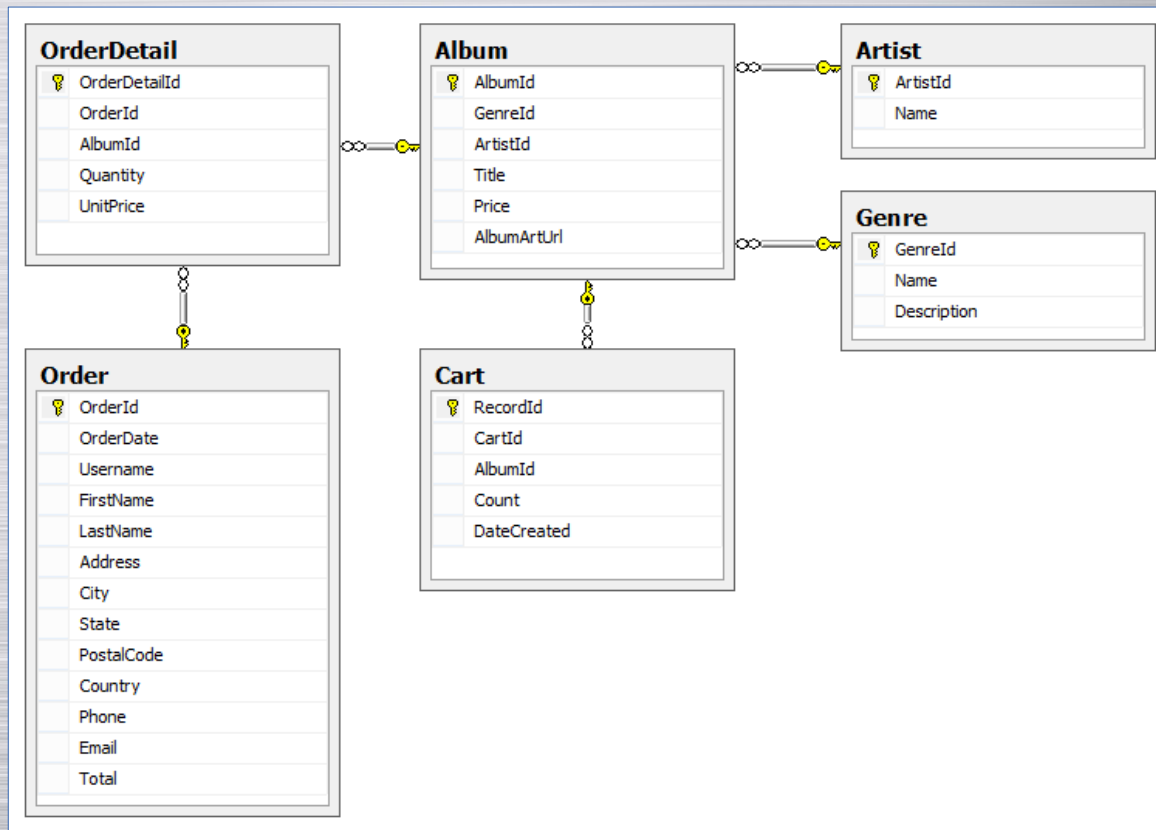 OrderDetail
OrderDetailId
OrderId
AlbumId
Quantity
UnitPrice
Album
AlbumId
GenreId
ArtistId
Title
Price
AlbumArtUrl
Artist
ArtistId
Name
Genre
GenreId
Name
Description
Order
OrderId
OrderDate
Username
FirstName
LastName
Address
City
State
PostalCode
Country
Phone
Email
Total
Cart
RecordId
CartId
AlbumId
Count
DateCreated